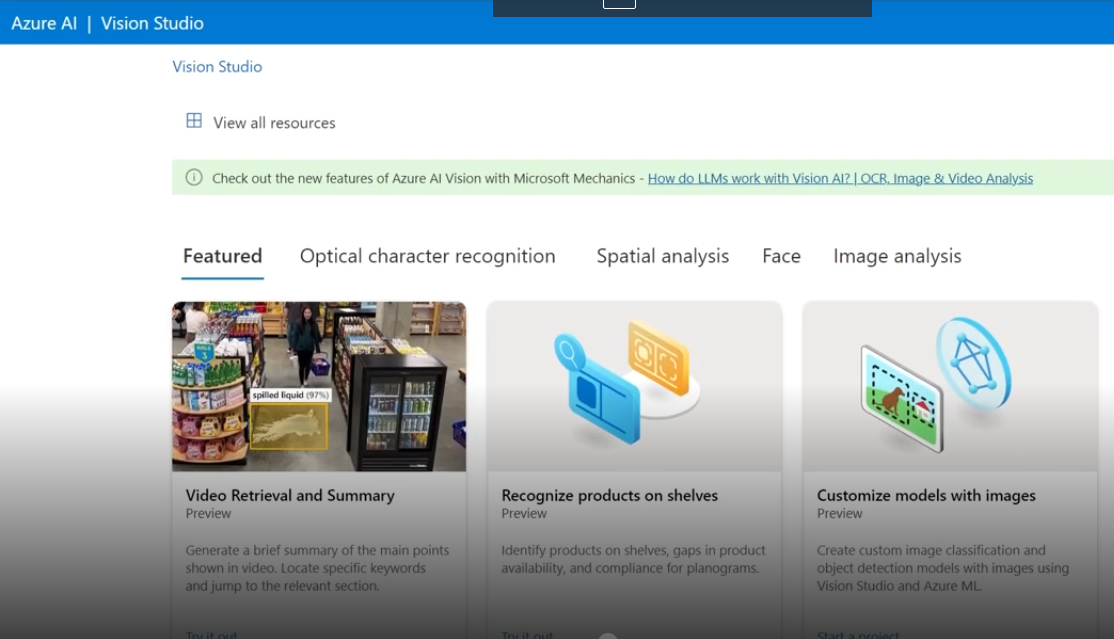 Azure AI | Vision Studio
Vision Studio
View all resources
Check out the new features of Azure AI Vision with Microsoft Mechanics - How do LLMs work with Vision AI? | OCR, Image & Video Analysis
Featured
Optical character recognition
Spatial analysis
Face
Image analysis
3
spilled liquid (97%)
Video Retrieval and Summary
Preview
Generate a brief summary of the main points
shown in video. Locate specific keywords
and jump to the relevant section.
Try it out
Recognize products on shelves
Preview
Identify products on shelves, gaps in product
availability, and compliance for planograms.
Try it out
Customize models with images
Preview
Create custom image classification and
object detection models with images using
Vision Studio and Azure ML.
Start a project